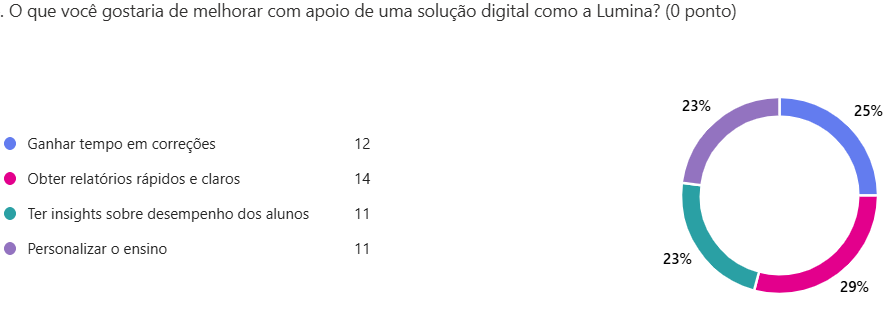 . O que você gostaria de melhorar com apoio de uma solução digital como a Lumina? (0 ponto)
Ganhar tempo em correções 12
Obter relatórios rápidos e claros 14
Ter insights sobre desempenho dos alunos 11
Personalizar o ensino 11
23%
25%
23%
29%